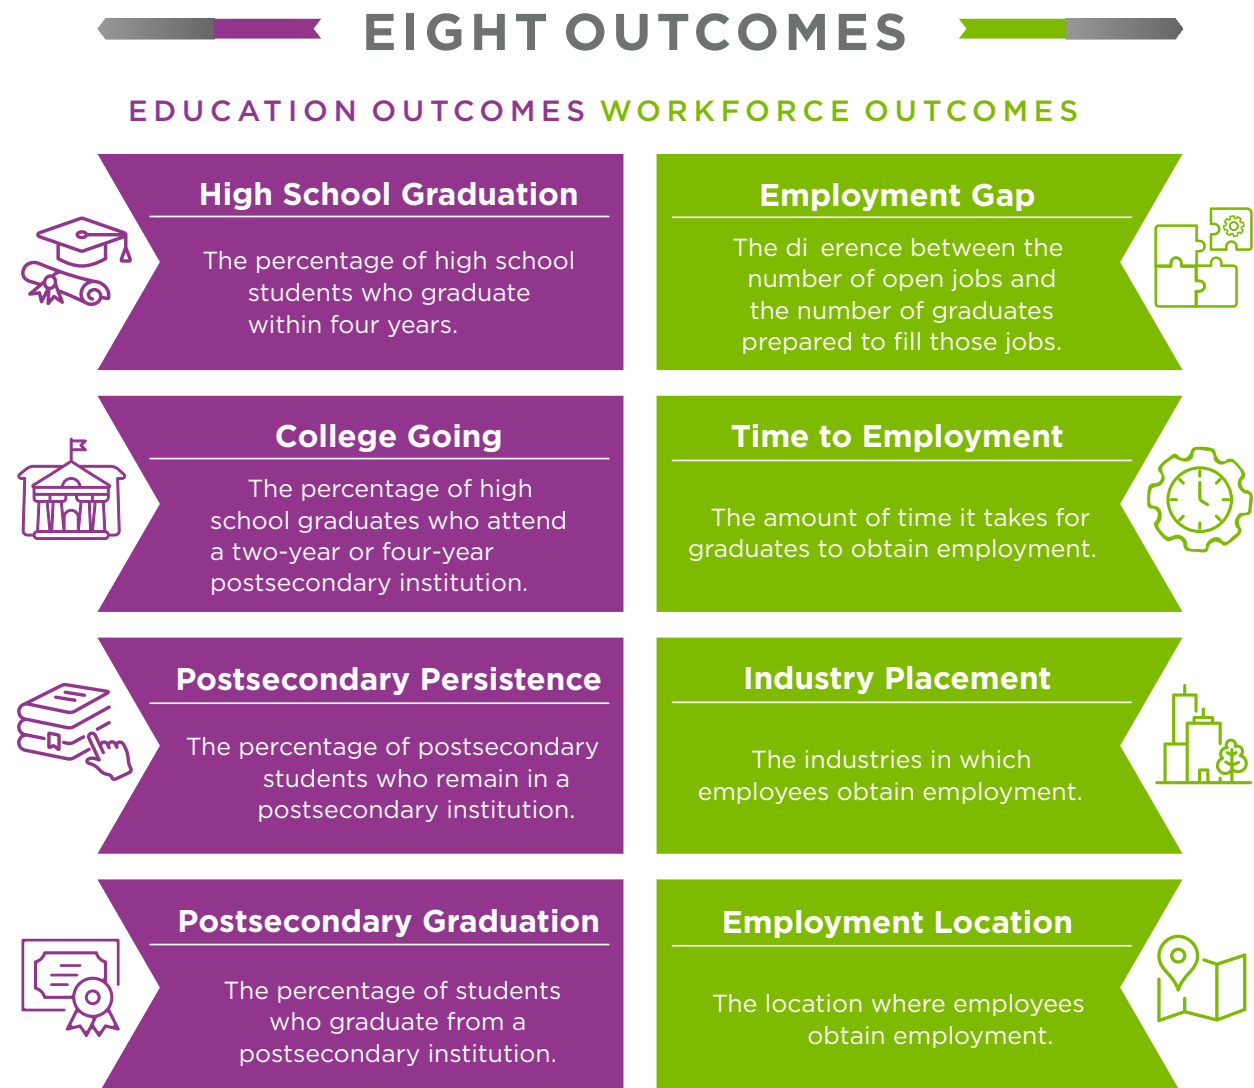 EIGHT OUTCOMES
EDUCATION OUTCOMES WORKFORCE OUTCOMES
High School Graduation
The percentage of high school
students who graduate
within four years.
Employment Gap
The di erence between the
number of open jobs and
the number of graduates
prepared to fill those jobs.
College Going
The percentage of high
school graduates who attend
a two-year or four-year
postsecondary institution.
Time to Employment
The amount of time it takes for
graduates to obtain employment.
Postsecondary Persistence
The percentage of postsecondary
students who remain in a
postsecondary institution.
Industry Placement
The industries in which
employees obtain employment.
Postsecondary Graduation
The percentage of students
who graduate from a
postsecondary institution.
Employment Location
The location where employees
obtain employment.